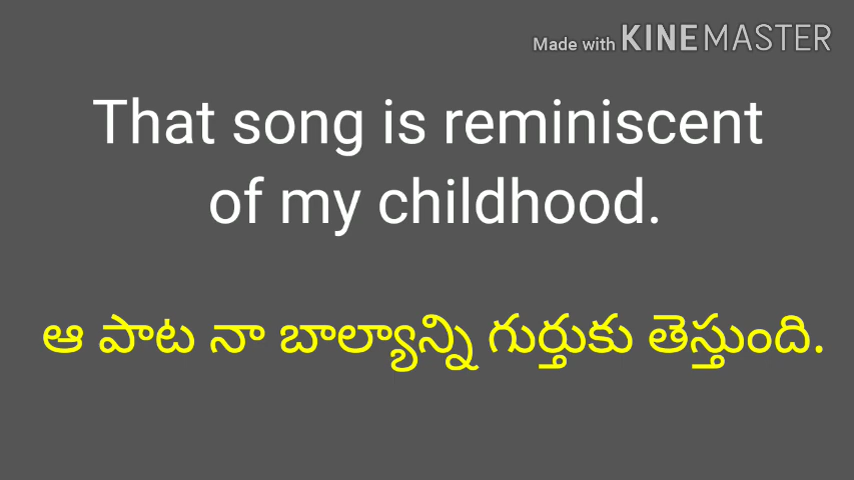 Made with KINEMASTER
That song is reminiscent
of my childhood.
ఆ పాట నా బాల్యాన్ని గుర్తుకు తెస్తుంది.